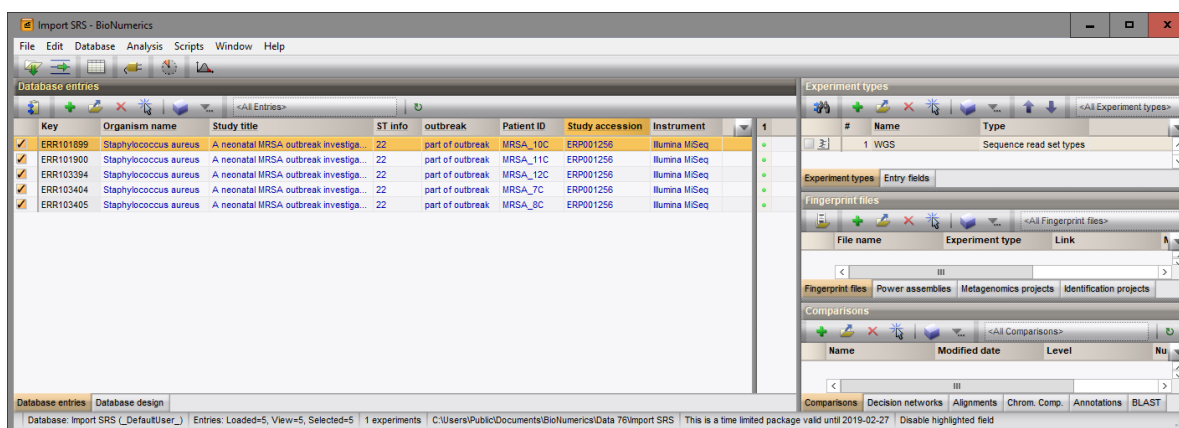 Import SRS - BioNumerics
File Edit Database Analysis Scripts Window Help
Database entries
<All Entries>
Key Organism name Study title ST info outbreak Patient ID Study accession Instrument 1
ERR101899 Staphylococcus aureus A neonatal MRSA outbreak investiga... 22 part of outbreak MRSA_10C ERP001256 Illumina MiSeq
ERR101900 Staphylococcus aureus A neonatal MRSA outbreak investiga... 22 part of outbreak MRSA_11C ERP001256 Illumina MiSeq
ERR103394 Staphylococcus aureus A neonatal MRSA outbreak investiga... 22 part of outbreak MRSA_12C ERP001256 Illumina MiSeq
ERR103404 Staphylococcus aureus A neonatal MRSA outbreak investiga... 22 part of outbreak MRSA_7C ERP001256 Illumina MiSeq
ERR103405 Staphylococcus aureus A neonatal MRSA outbreak investiga... 22 part of outbreak MRSA_8C ERP001256 Illumina MiSeq
Database entries Database design
Experiment types
<All Experiment types>
# Name Type
1 WGS Sequence read set types
Experiment types Entry fields
Fingerprint files
<All Fingerprint files>
File name Experiment type Link
Fingerprint files Power assemblies Metagenomics projects Identification projects
Comparisons
<All Comparisons>
Name Modified date Level Nu
Comparisons Decision networks Alignments Chrom. Comp. Annotations BLAST
Database: Import SRS (_DefaultUser_) Entries: Loaded=5, View=5, Selected=5 1 experiments C:\Users\Public\Documents\BioNumerics\Data 76\Import SRS This is a time limited package valid until 2019-02-27 Disable highlighted field